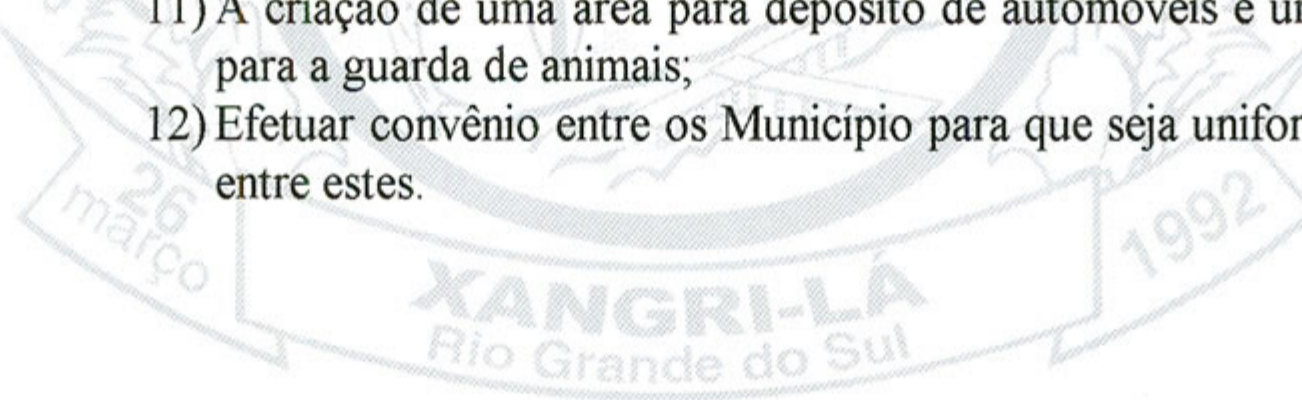 11) A criação de uma área para depósito de automóveis e
para a guarda de animais;
12) Efetuar convênio entre os Município para que seja
entre estes.
26
março
XANGRI-LÁ
Rio Grande do Sul
1992